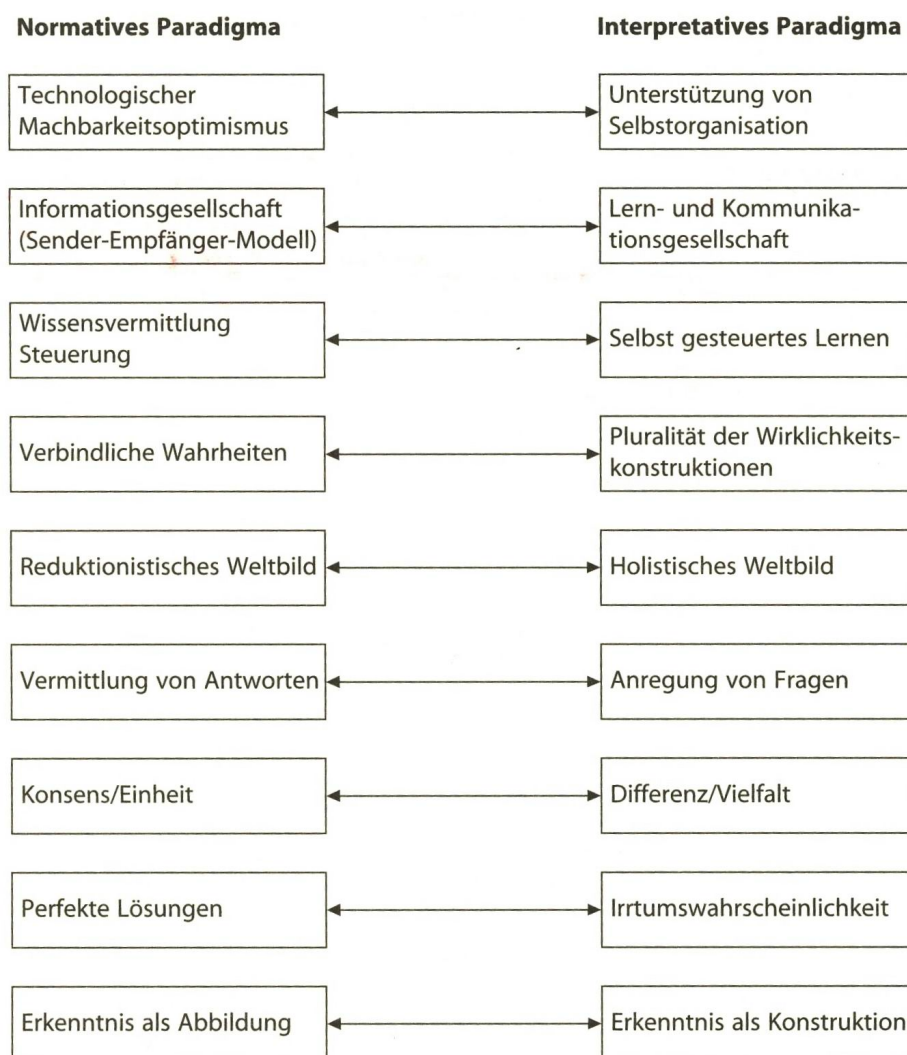 Normatives Paradigma
Interpretatives Paradigma
Technologischer
Machbarkeitsoptimismus
Unterstützung von
Selbstorganisation
Informationsgesellschaft
(Sender-Empfänger-Modell)
Lern- und Kommunika-
tionsgesellschaft
Wissensvermittlung
Steuerung
Selbst gesteuertes Lernen
Verbindliche Wahrheiten
Pluralität der Wirklichkeits-
konstruktionen
Reduktionistisches Weltbild
Holistisches Weltbild
Vermittlung von Antworten
Anregung von Fragen
Konsens/Einheit
Differenz/Vielfalt
Perfekte Lösungen
Irrtumswahrscheinlichkeit
Erkenntnis als Abbildung
Erkenntnis als Konstruktion